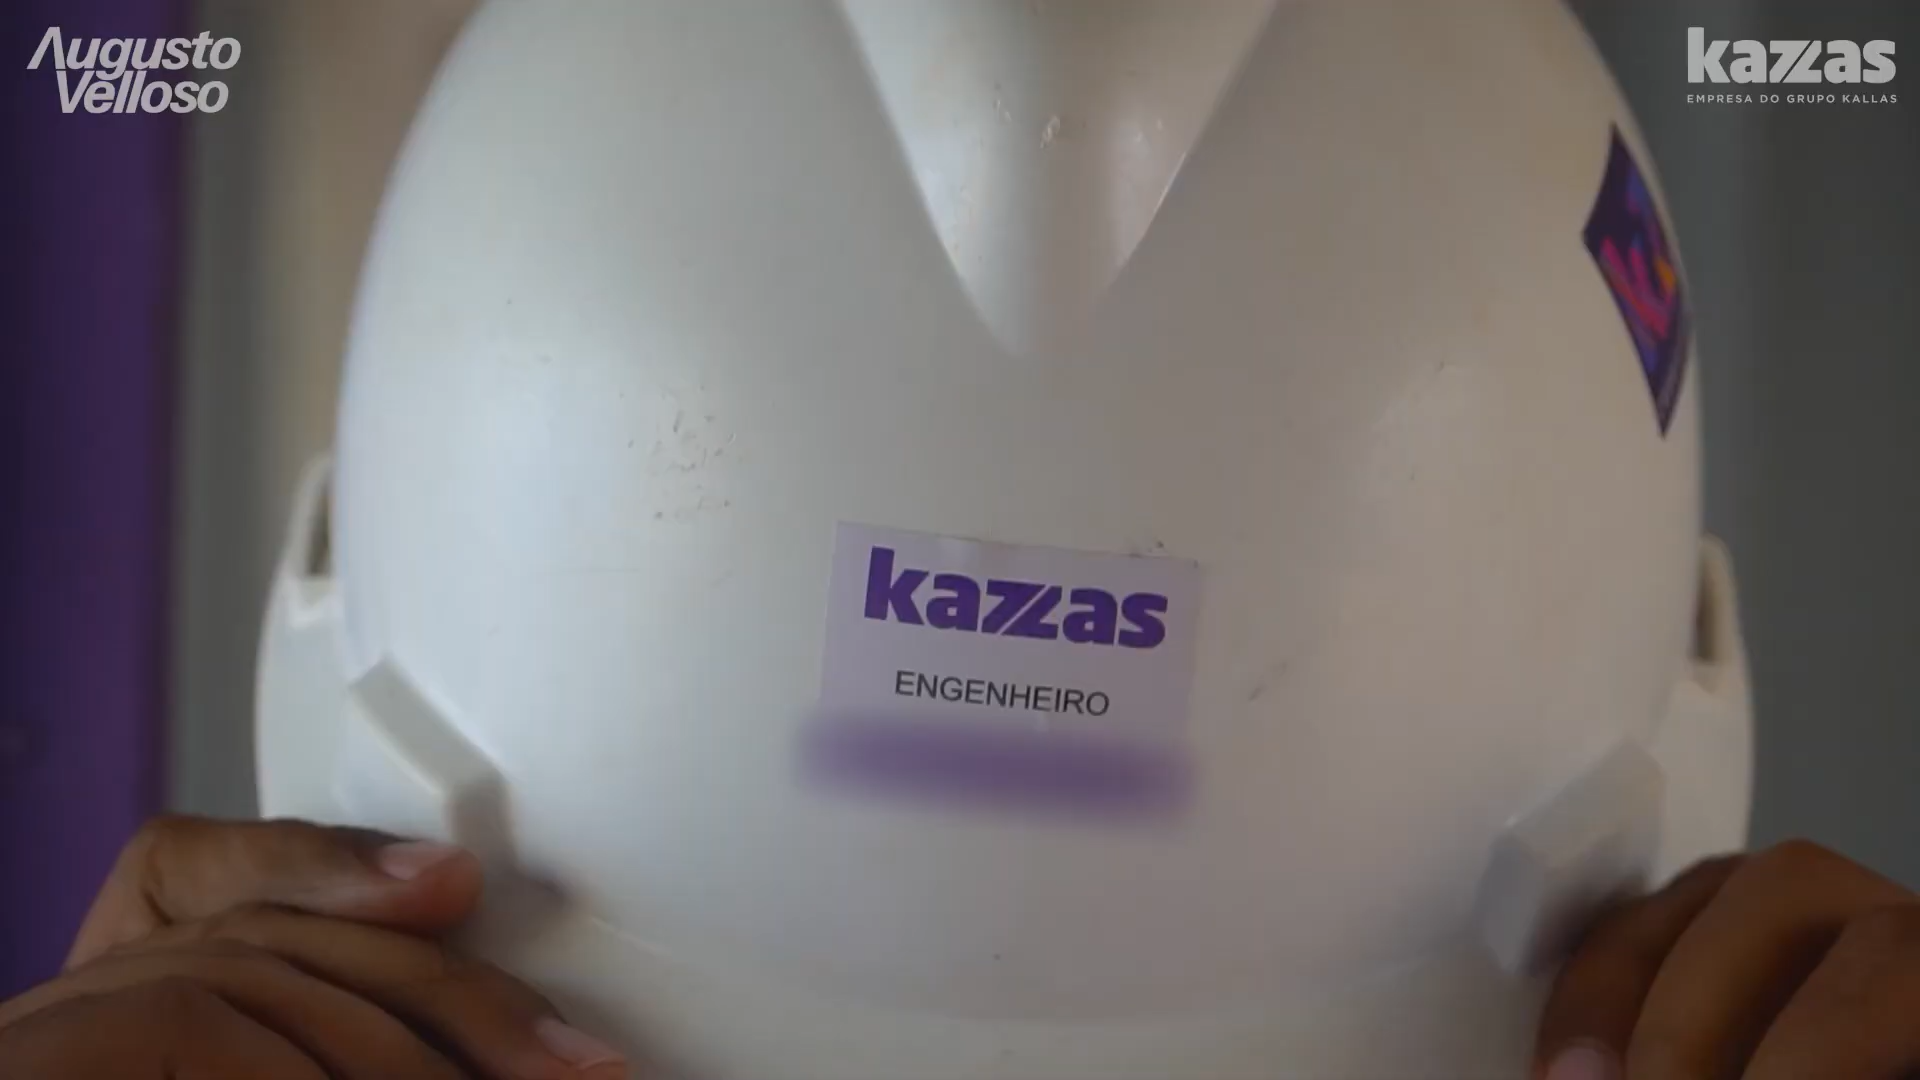 Augusto
Velloso
kazzas
EMPRESA DO GRUPO KALLAS
kazzas
ENGENHEIRO